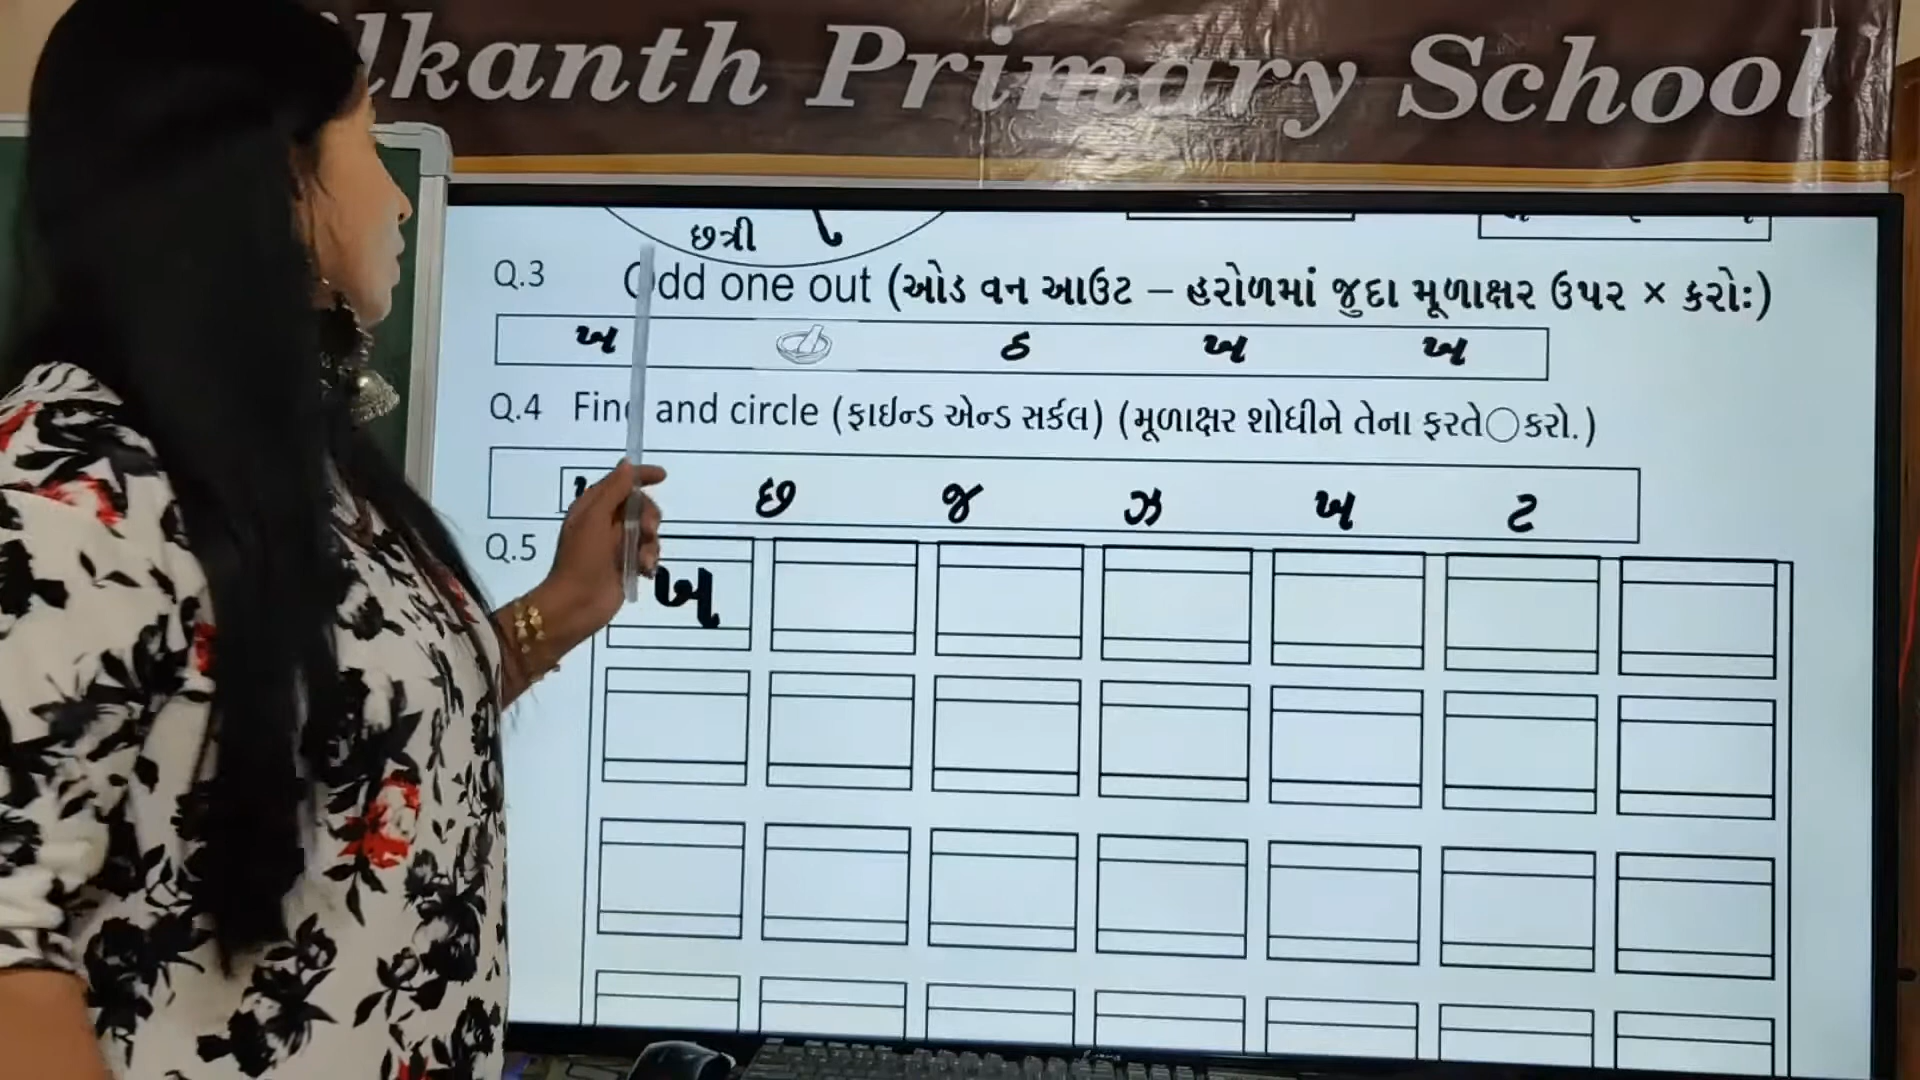 Primary School
છત્રી
Q.3 Odd one out (ઓડ વન આઉટ – હરોળમાં જુદા મૂળાક્ષર ઉપર × કરોઃ)
ખ ઠ ખ ખ
Q.4 Find and circle (ફાઇન્ડ એન્ડ સર્કલ) (મૂળાક્ષર શોધીને તેના ફરતે○કરો.)
છ જ ઝ ખ ટ
Q.5
ખ